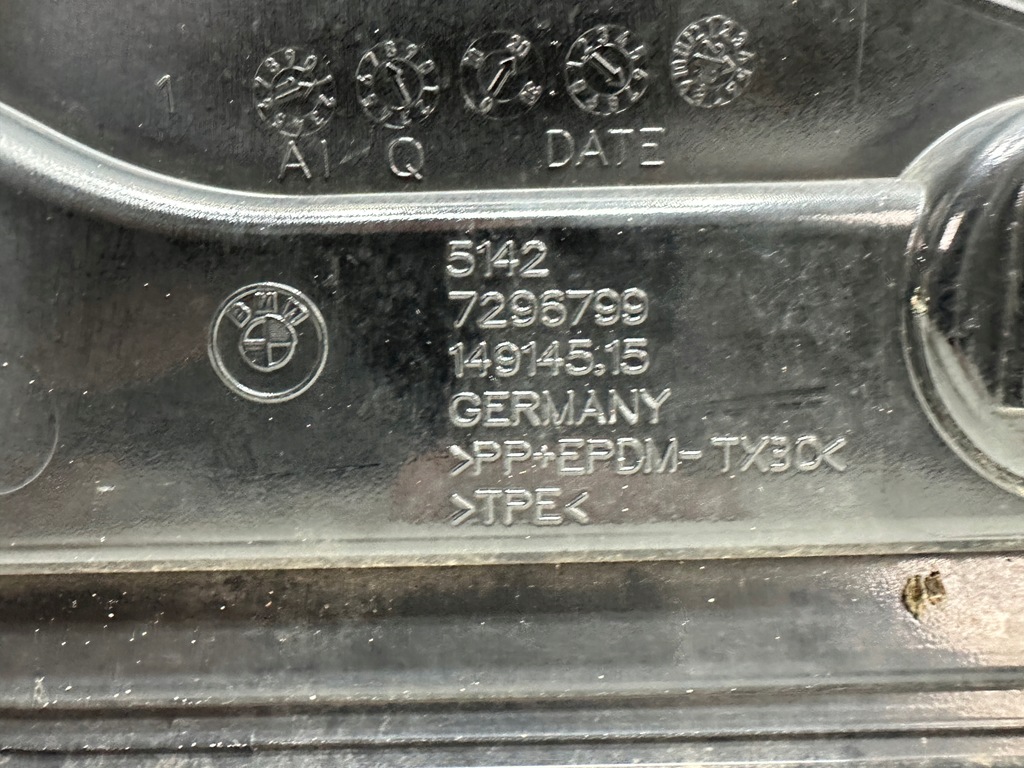 1
AI Q DATE
BMW
5142
7296799
149145.15
GERMANY
>PP+EPDM-TX30<
>TPE<